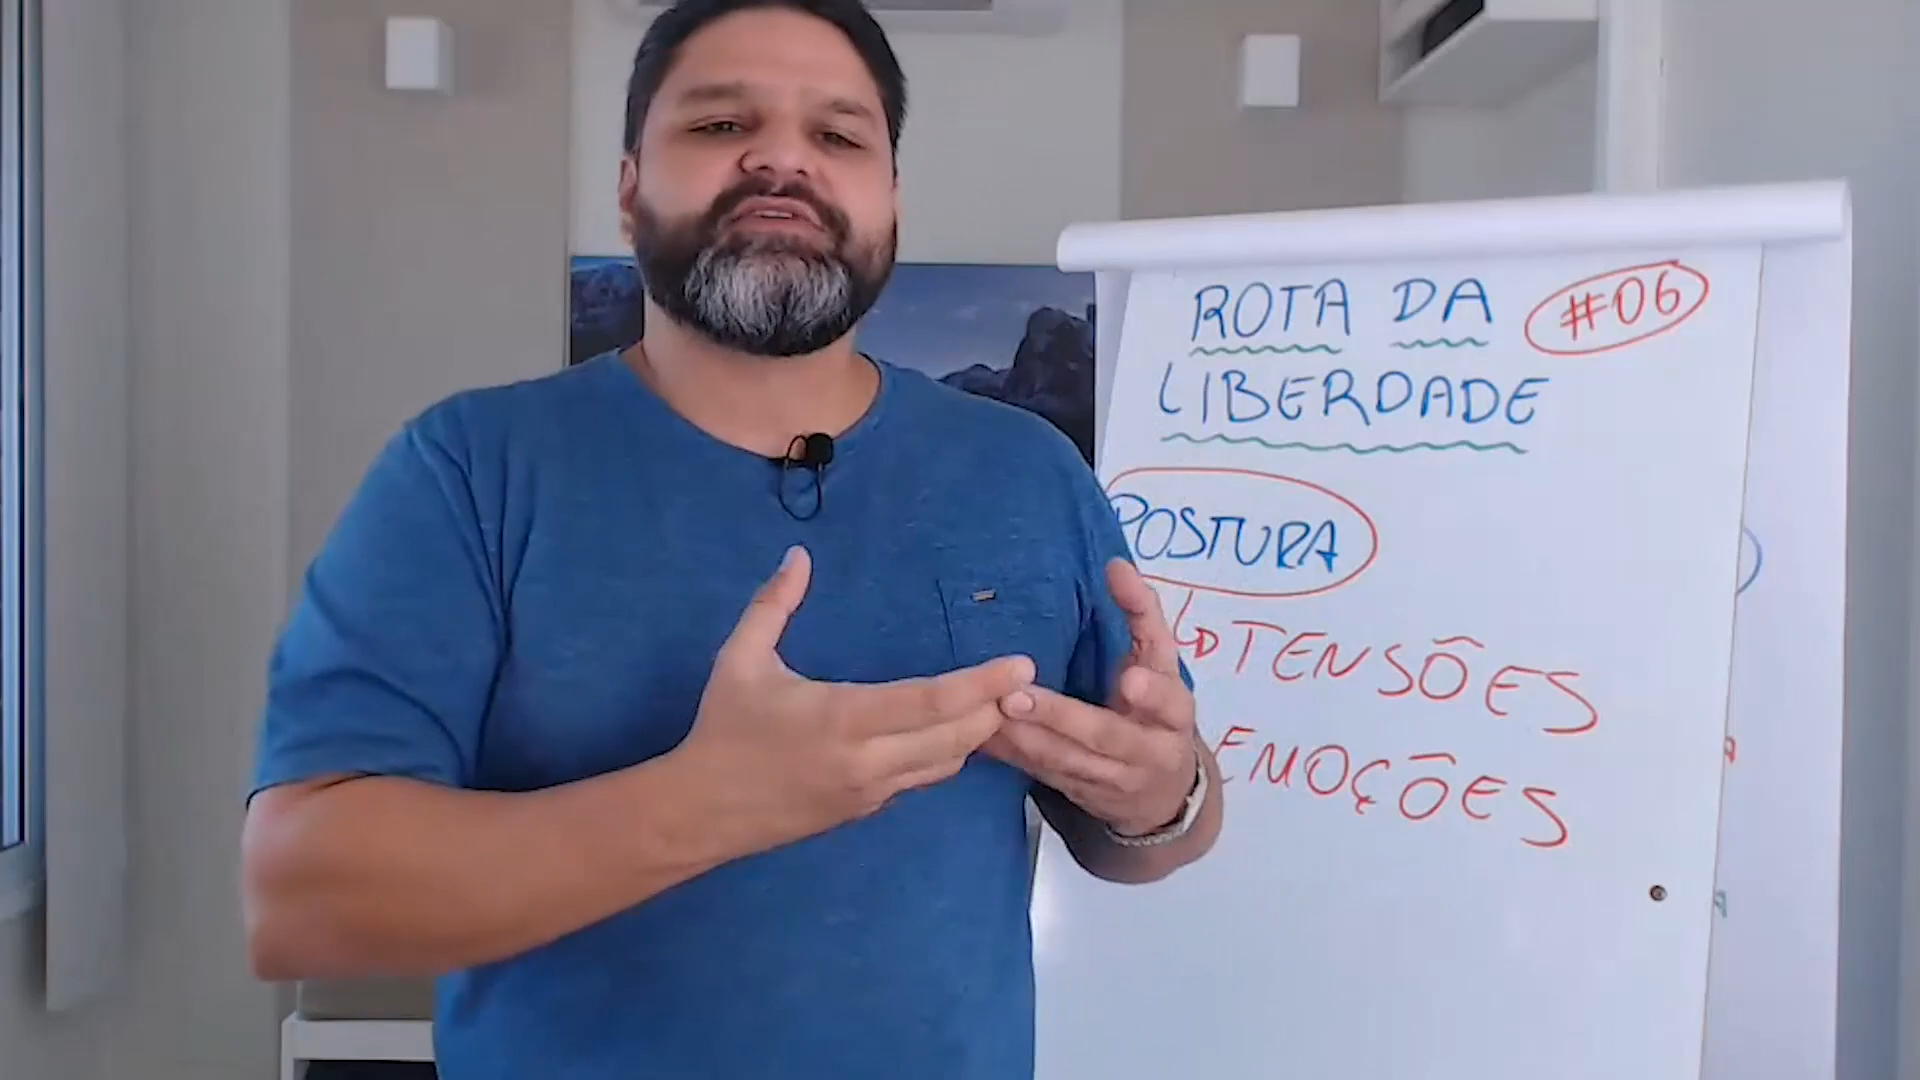 ROTA DA #06
LIBERDADE
POSTURA
TENSÕES
EMOÇÕES